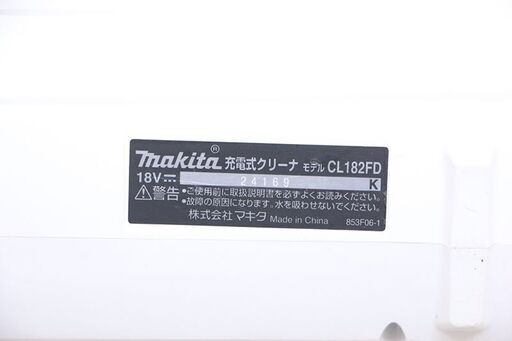 makita® 充電式クリーナ モデル CL182FD
18V⎓ 24169 K
⚠警告 •ご使用前に取扱説明書を必ずよくお読みください。
•故障の原因になります。水を吸わせないでください。
株式会社マキタ Made in China 853F06-1